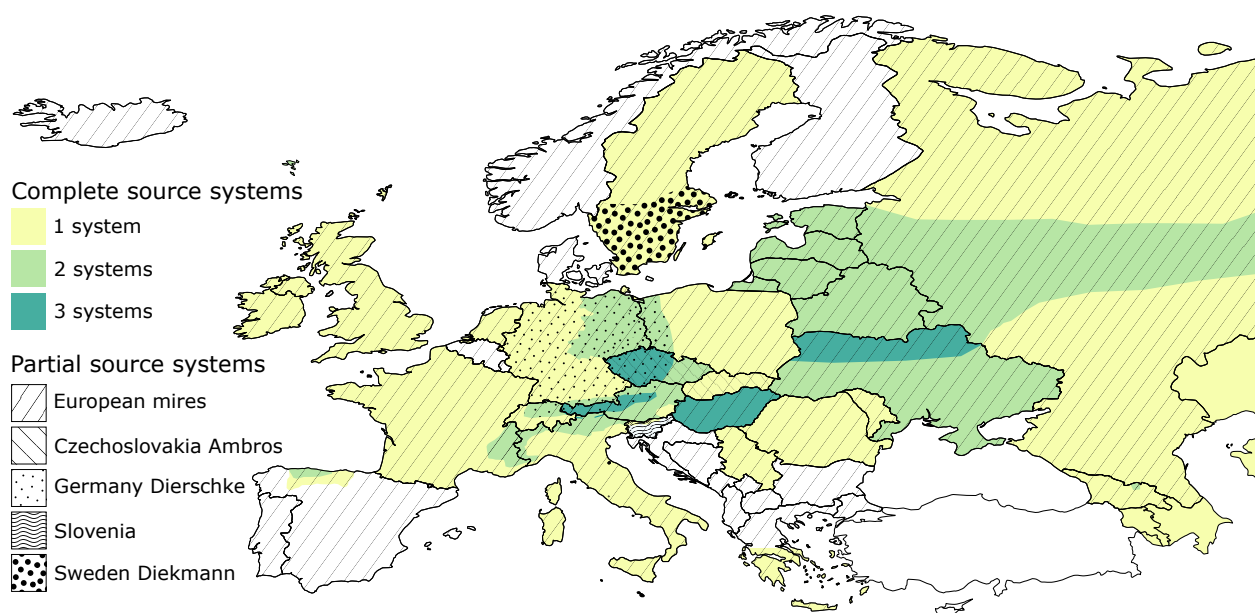 Complete source systems
1 system
2 systems
3 systems
Partial source systems
European mires
Czechoslovakia Ambros
Germany Dierschke
Slovenia
Sweden Diekmann